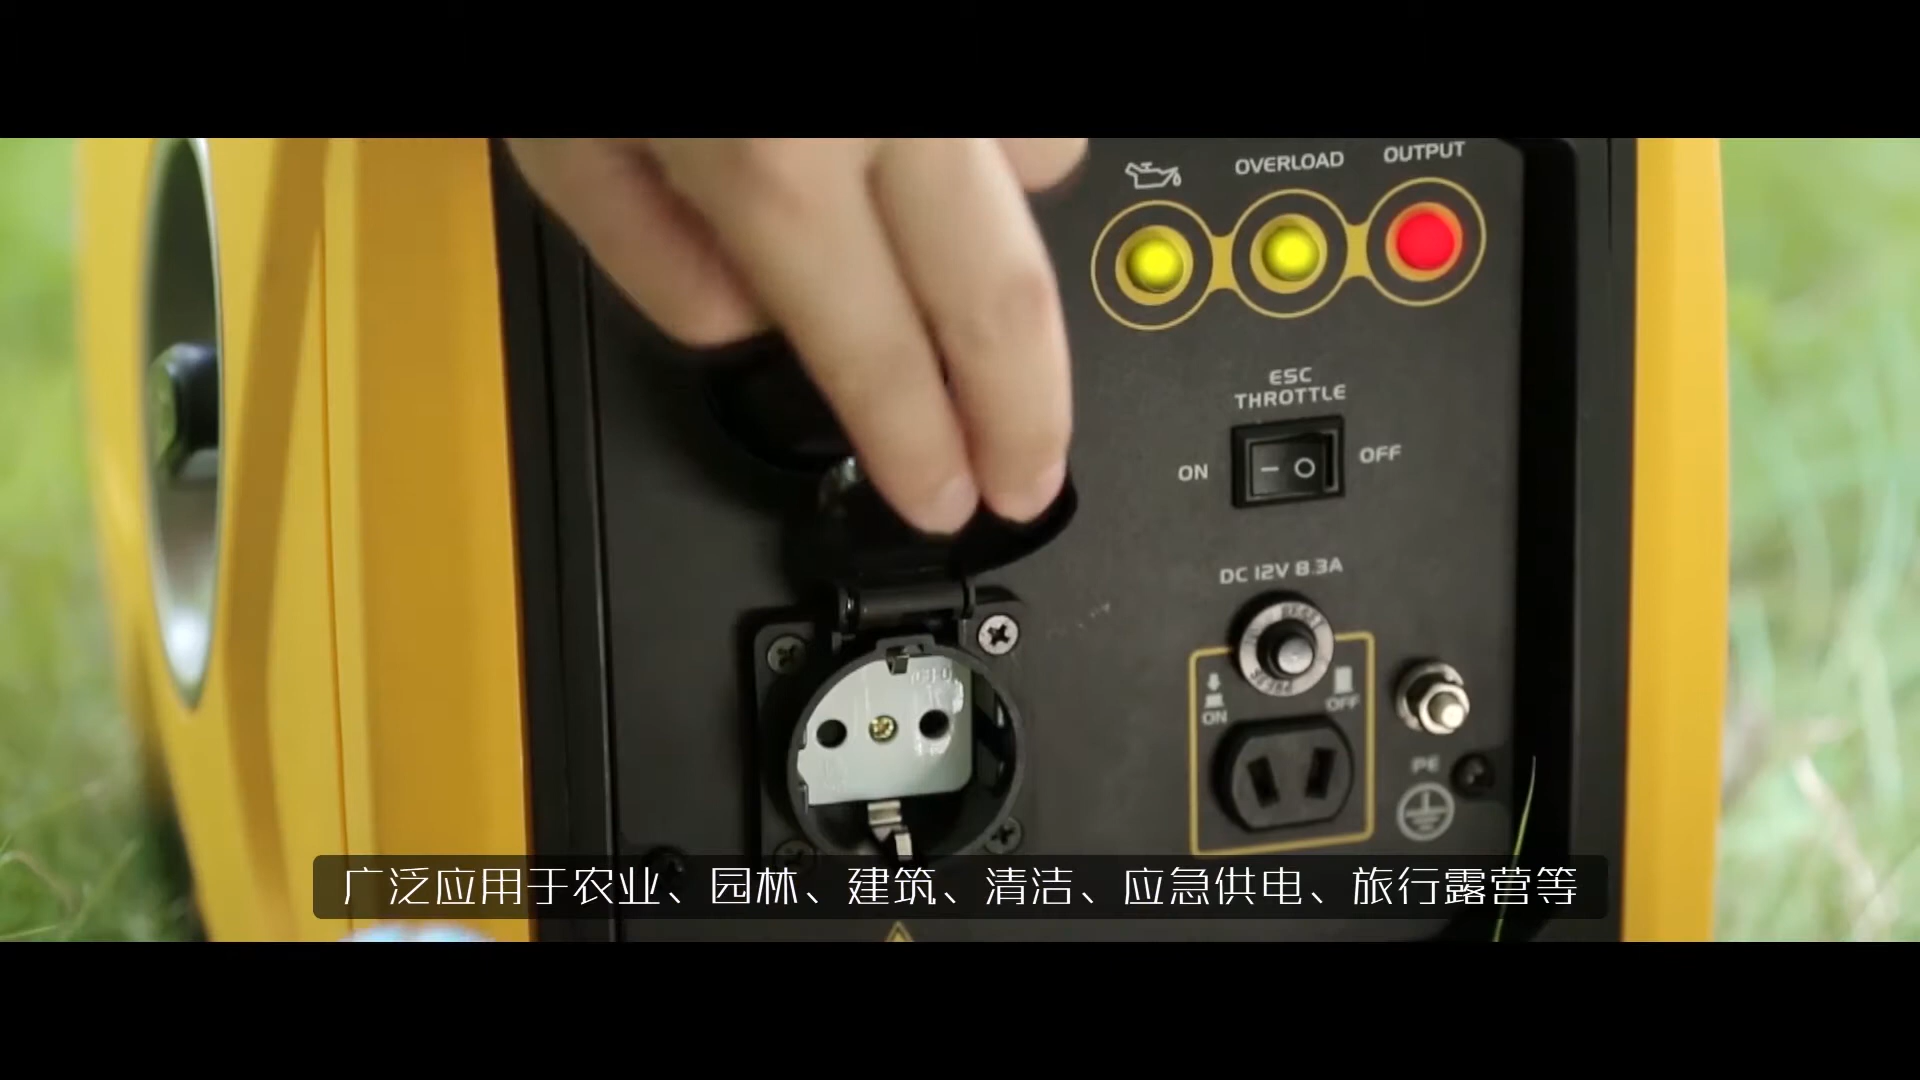 OVERLOAD
OUTPUT
ESC
THROTTLE
ON
OFF
DC 12V 8.3A
RESET
ON
OFF
PE
广泛应用于农业、园林、建筑、清洁、应急供电、旅行露营等